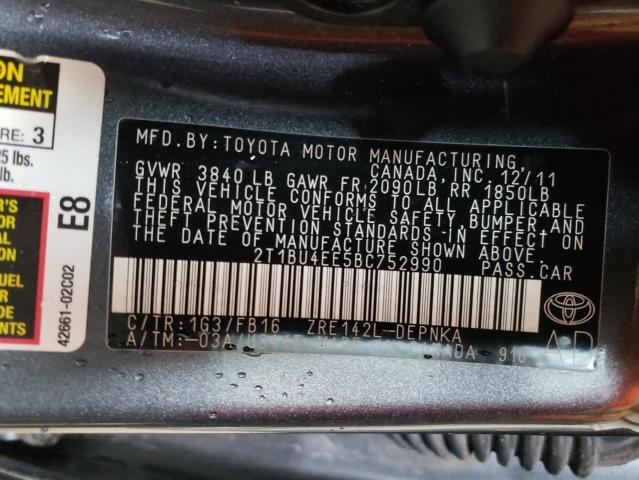 ON
EMENT
RE: 3
25 lbs.
lb.
E8
42661-02C02
MFD.BY:TOYOTA MOTOR MANUFACTURING,
CANADA, INC. 12/11
GVWR 3840LB GAWR FR.2090LB RR 1850LB
THIS VEHICLE CONFORMS TO ALL APPLICABLE
FEDERAL MOTOR VEHICLE SAFETY, BUMPER, AND
THEFT PREVENTION STANDARDS IN EFFECT ON
THE DATE OF MANUFACTURE SHOWN ABOVE.
2T1BU4EE5BC752990 PASS.CAR
C/TR:1G3/FB16 ZRE142L-DEPNKA
A/TM:-03A/
AD